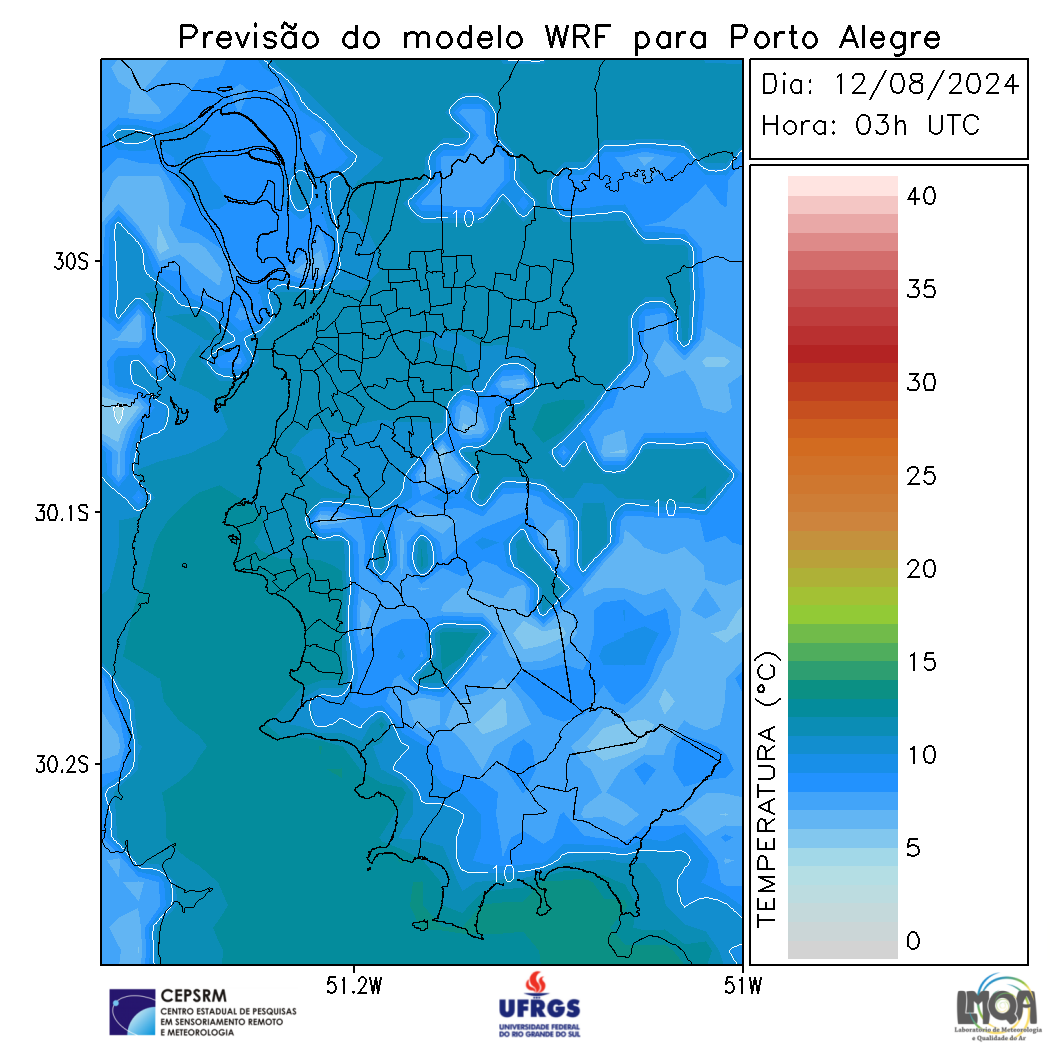 Previsão do modelo WRF para Porto Alegre
Dia: 12/08/2024
Hora: 03h UTC
40
35
30
25
20
15
10
5
0
TEMPERATURA (°C)
30S
30.1S
30.2S
51.2W
51W
10
10
10
CEPSRM
CENTRO ESTADUAL DE PESQUISAS
EM SENSORIAMENTO REMOTO
E METEOROLOGIA
UFRGS
UNIVERSIDADE FEDERAL
DO RIO GRANDE DO SUL
LMQA
Laboratório de Meteorologia
e Qualidade do Ar